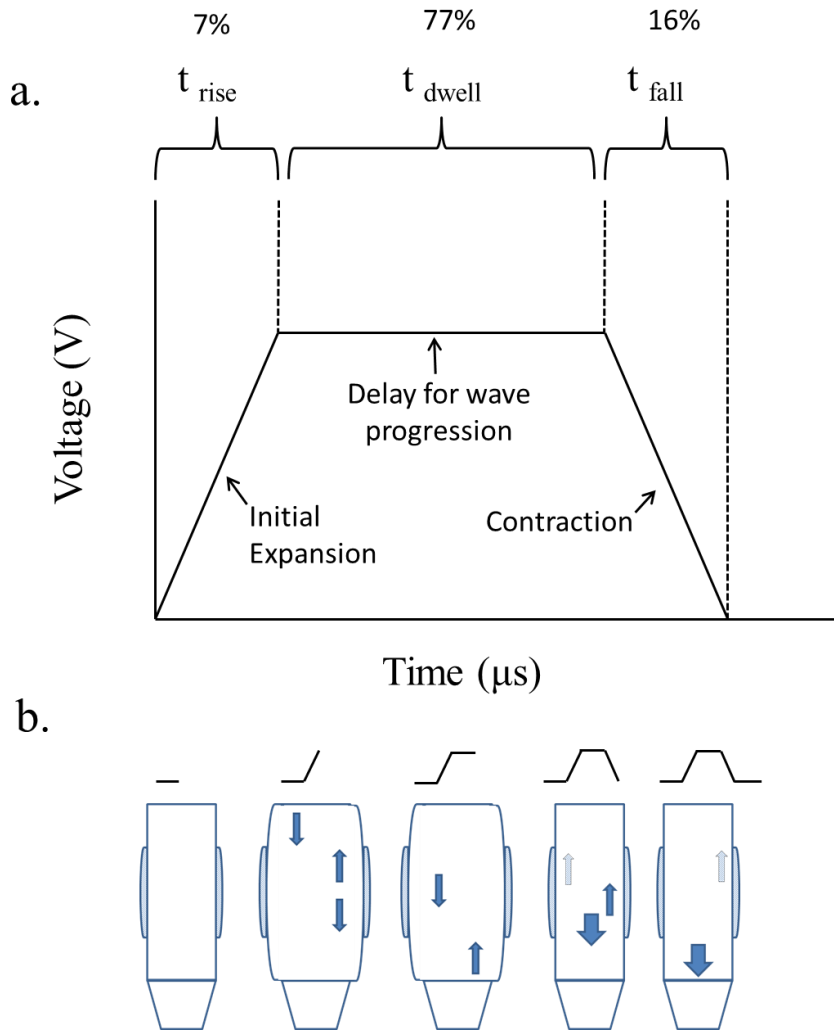 7% 77% 16%
a.
t rise t dwell t fall
Voltage (V)
Delay for wave
progression
Initial
Expansion
Contraction
Time (μs)
b.